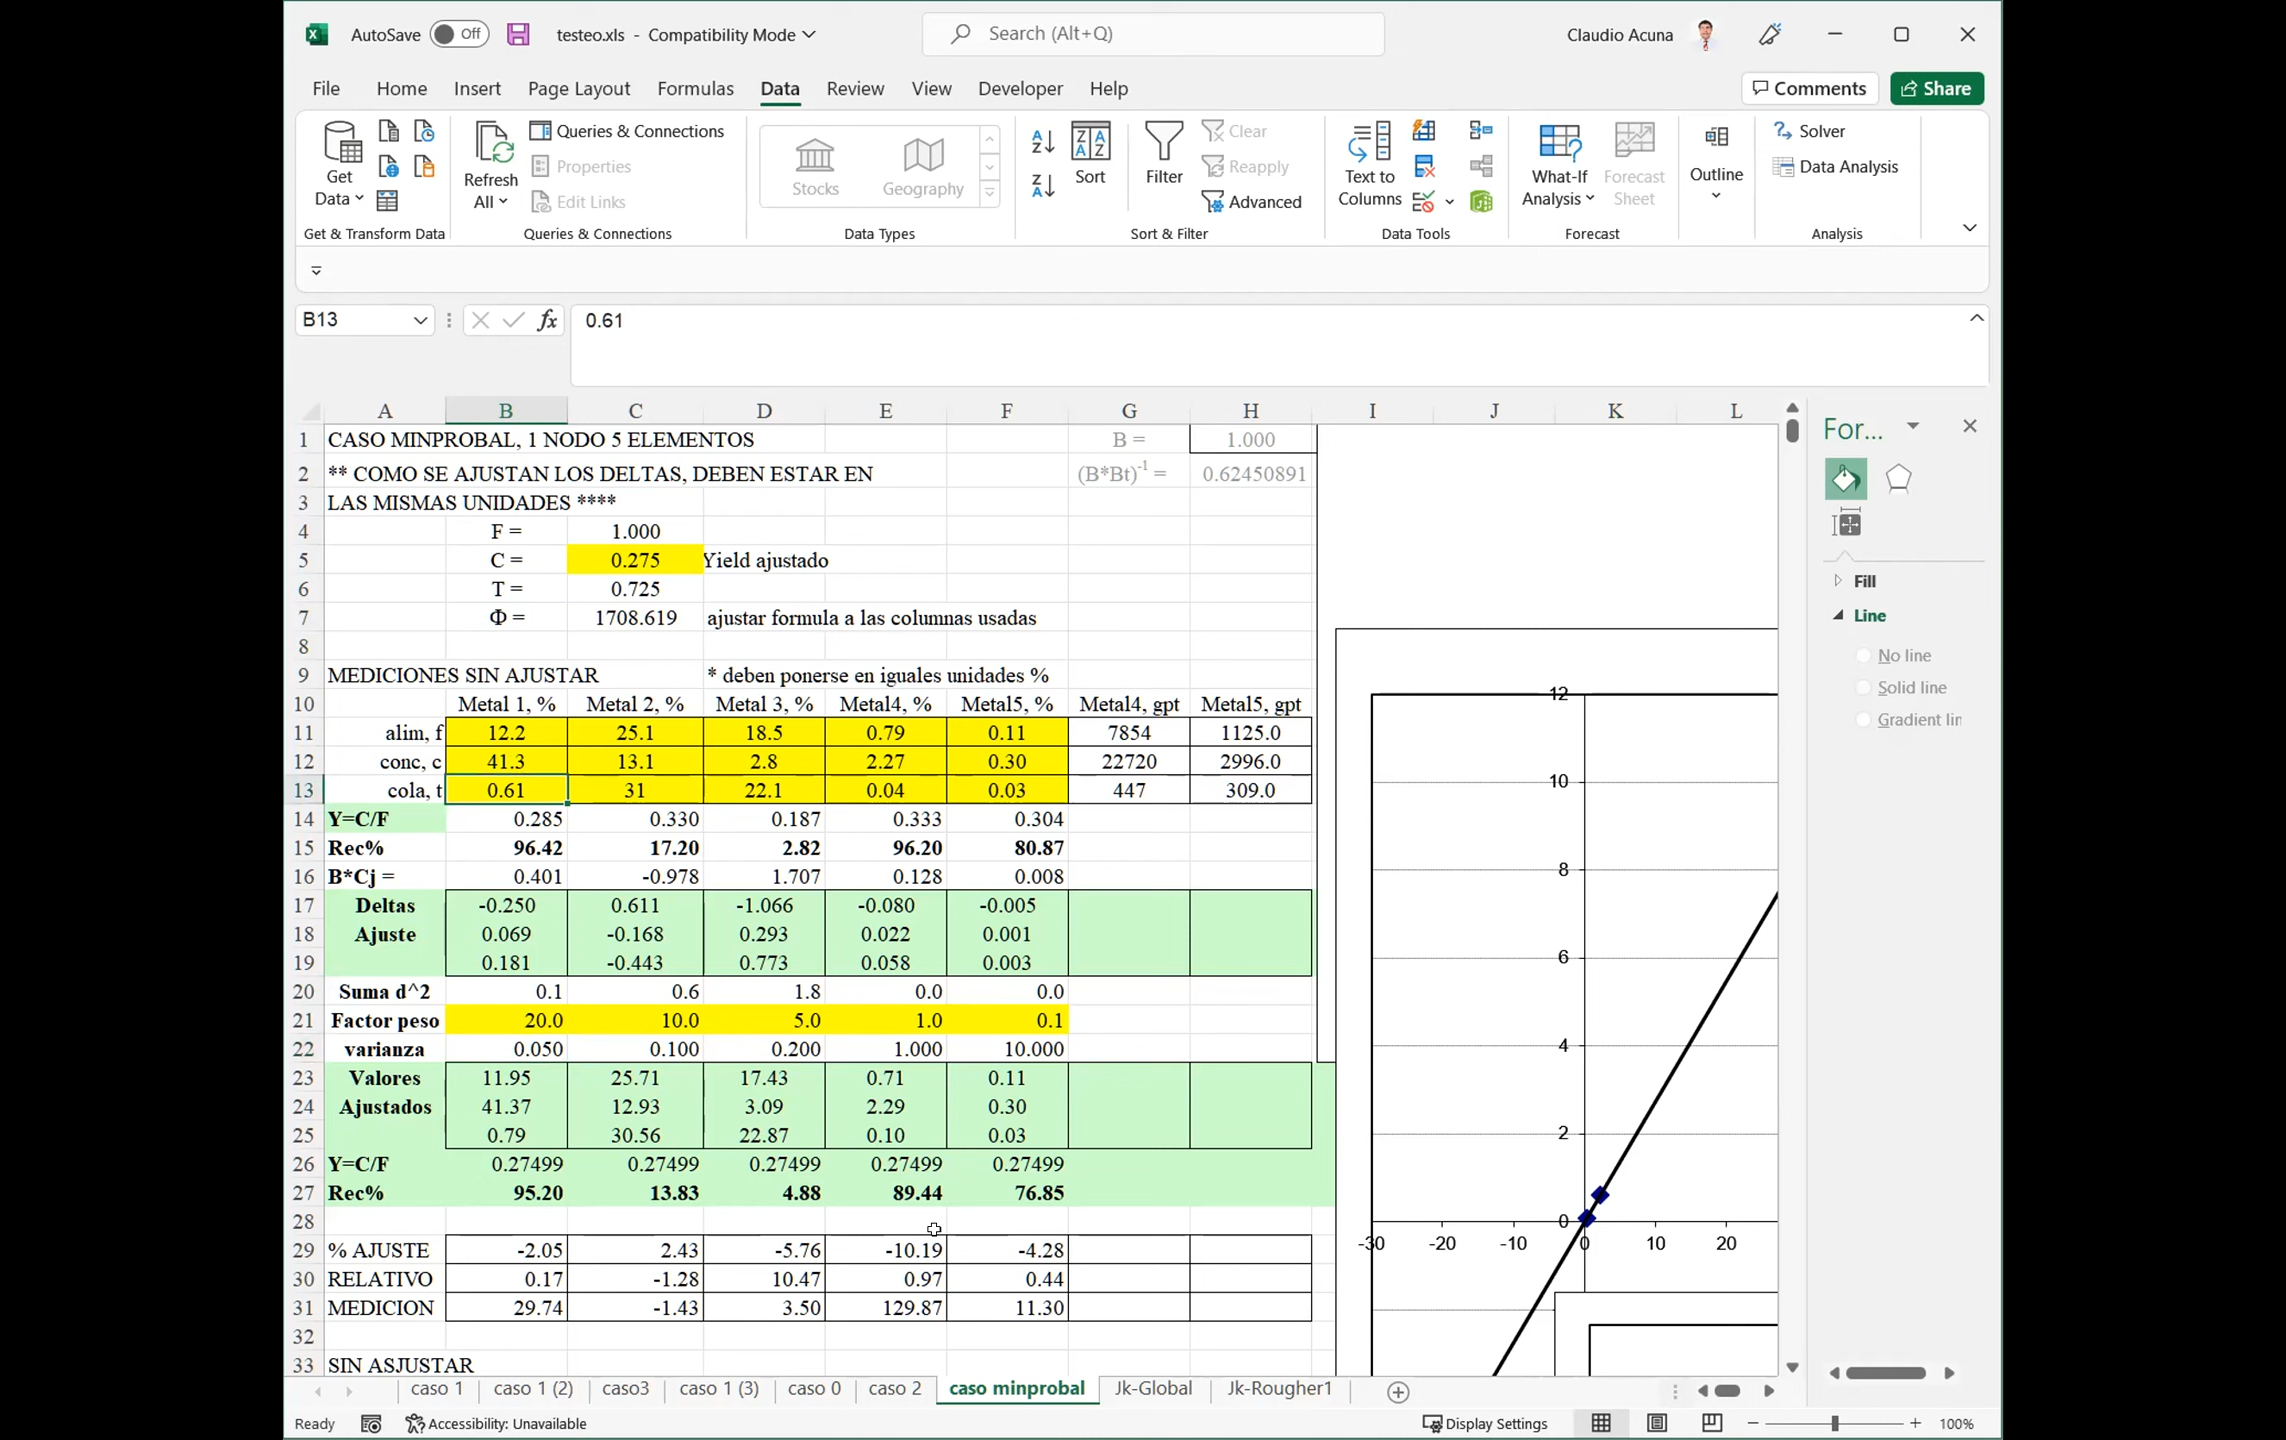 AutoSave Off testeo.xls - Compatibility Mode Search (Alt+Q) Claudio Acuna
File Home Insert Page Layout Formulas Data Review View Developer Help Comments Share
Get Data Refresh All Queries & Connections Properties Edit Links Stocks Geography Sort Filter Clear Reapply Advanced Text to Columns What-If Analysis Forecast Sheet Outline Solver Data Analysis
Get & Transform Data Queries & Connections Data Types Sort & Filter Data Tools Forecast Analysis
B13 fx 0.61
A B C D E F G H I J K L
1 CASO MINPROBAL, 1 NODO 5 ELEMENTOS B = 1.000
2 ** COMO SE AJUSTAN LOS DELTAS, DEBEN ESTAR EN (B*Bt)-1 = 0.62450891
3 LAS MISMAS UNIDADES ****
4 F = 1.000
5 C = 0.275 Yield ajustado
6 T = 0.725
7 Φ = 1708.619 ajustar formula a las columnas usadas
8
9 MEDICIONES SIN AJUSTAR * deben ponerse en iguales unidades %
10 Metal 1, % Metal 2, % Metal 3, % Metal4, % Metal5, % Metal4, gpt Metal5, gpt
11 alim, f 12.2 25.1 18.5 0.79 0.11 7854 1125.0
12 conc, c 41.3 13.1 2.8 2.27 0.30 22720 2996.0
13 cola, t 0.61 31 22.1 0.04 0.03 447 309.0
14 Y=C/F 0.285 0.330 0.187 0.333 0.304
15 Rec% 96.42 17.20 2.82 96.20 80.87
16 B*Cj = 0.401 -0.978 1.707 0.128 0.008
17 Deltas -0.250 0.611 -1.066 -0.080 -0.005
18 Ajuste 0.069 -0.168 0.293 0.022 0.001
19 0.181 -0.443 0.773 0.058 0.003
20 Suma d^2 0.1 0.6 1.8 0.0 0.0
21 Factor peso 20.0 10.0 5.0 1.0 0.1
22 varianza 0.050 0.100 0.200 1.000 10.000
23 Valores 11.95 25.71 17.43 0.71 0.11
24 Ajustados 41.37 12.93 3.09 2.29 0.30
25 0.79 30.56 22.87 0.10 0.03
26 Y=C/F 0.27499 0.27499 0.27499 0.27499 0.27499
27 Rec% 95.20 13.83 4.88 89.44 76.85
28
29 % AJUSTE -2.05 2.43 -5.76 -10.19 -4.28
30 RELATIVO 0.17 -1.28 10.47 0.97 0.44
31 MEDICION 29.74 -1.43 3.50 129.87 11.30
32
33 SIN ASJUSTAR
12
10
8
6
4
2
0
-30 -20 -10 0 10 20
For...
Fill
Line
No line
Solid line
Gradient lin
caso 1 caso 1 (2) caso3 caso 1 (3) caso 0 caso 2 caso minprobal Jk-Global Jk-Rougher1
Ready Accessibility: Unavailable Display Settings 100%